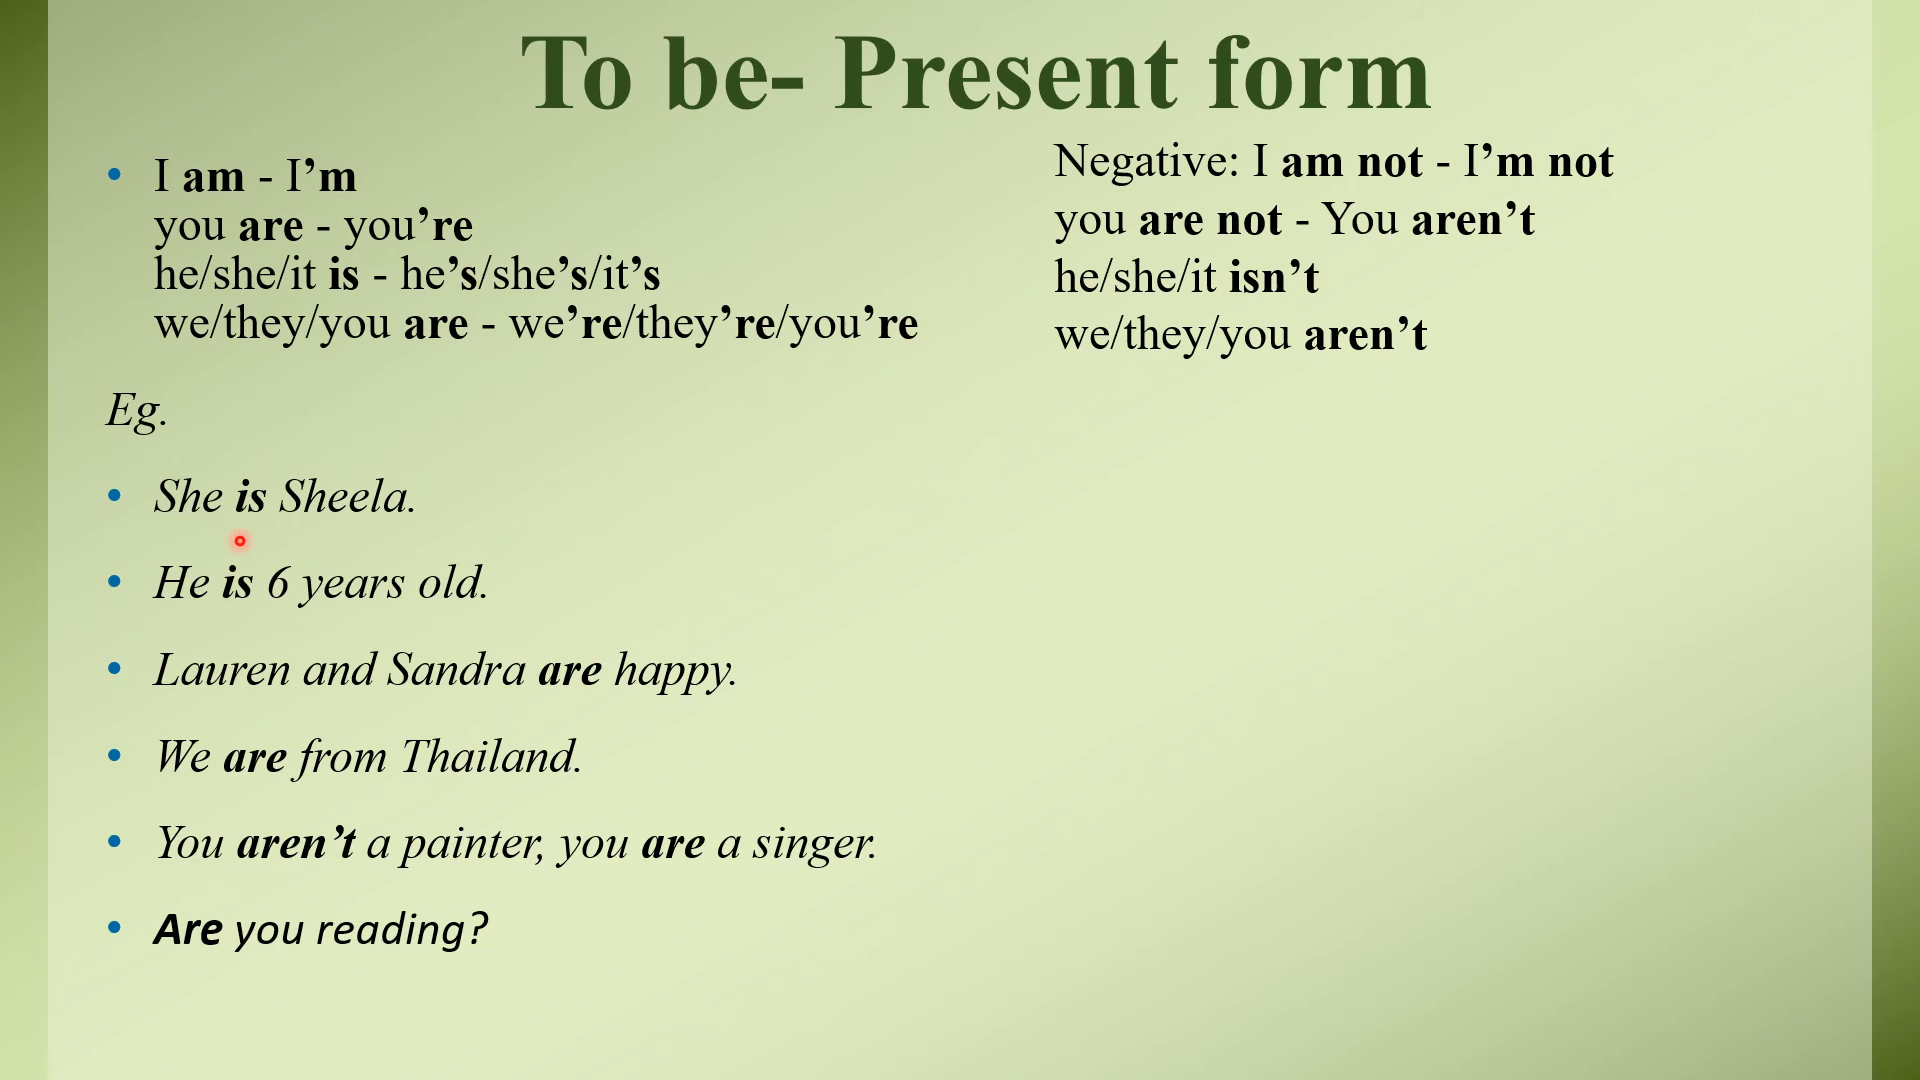 To be- Present form
• I am - I’m
you are - you’re
he/she/it is - he’s/she’s/it’s
we/they/you are - we’re/they’re/you’re
Negative: I am not - I’m not
you are not - You aren’t
he/she/it isn’t
we/they/you aren’t
Eg.
• She is Sheela.
• He is 6 years old.
• Lauren and Sandra are happy.
• We are from Thailand.
• You aren’t a painter, you are a singer.
• Are you reading?